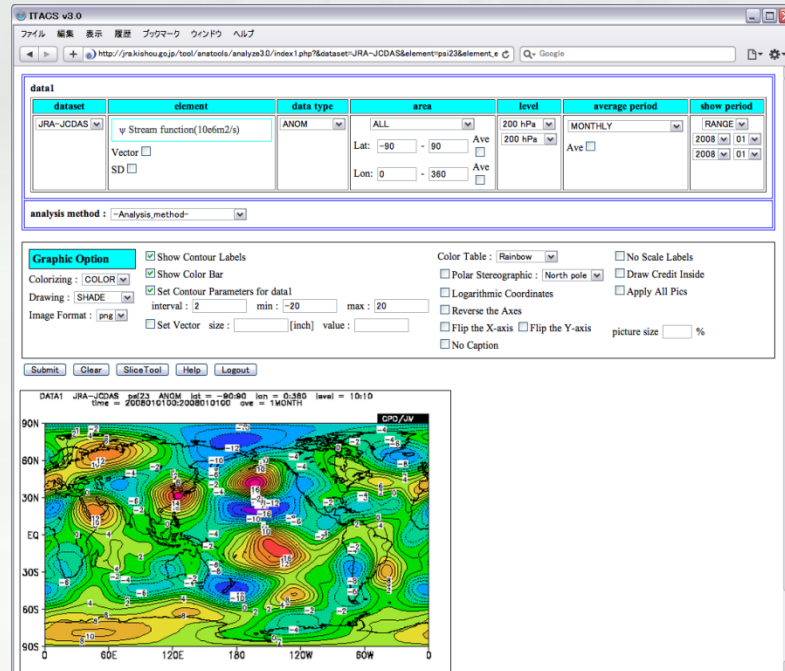 ITACS v3.0
ファイル 編集 表示 履歴 ブックマーク ウィンドウ ヘルプ
http://jra.kishou.go.jp/tool/anatools/analyze3.0/index1.php?&dataset=JRA-JCDAS&element=psi23&element_e Q- Google
data1
dataset element data type area level average period show period
JRA-JCDAS ψ Stream function(10e6m2/s) ANOM ALL 200 hPa MONTHLY RANGE
Vector Lat: -90 - 90 Ave 200 hPa Ave 2008 01
SD Lon: 0 - 360 Ave 2008 01
analysis method : -Analysis_method-
Graphic Option
Colorizing : COLOR
Drawing : SHADE
Image Format : png
Show Contour Labels
Show Color Bar
Set Contour Parameters for data1
interval : 2 min : -20 max : 20
Set Vector size : [inch] value :
Color Table : Rainbow
Polar Stereographic : North pole
Logarithmic Coordinates
Reverse the Axes
Flip the X-axis Flip the Y-axis
No Caption
No Scale Labels
Draw Credit Inside
Apply All Pics
picture size %
Submit Clear SliceTool Help Logout
DATA1 JRA-JCDAS psi23 ANOM lat = -90:90 lon = 0:360 level = 10:10
time = 2008010100:2008010100 ave = 1MONTH
CPD/JMA
90N
60N
30N
EQ
30S
60S
90S
0 60E 120E 180 120W 60W 0